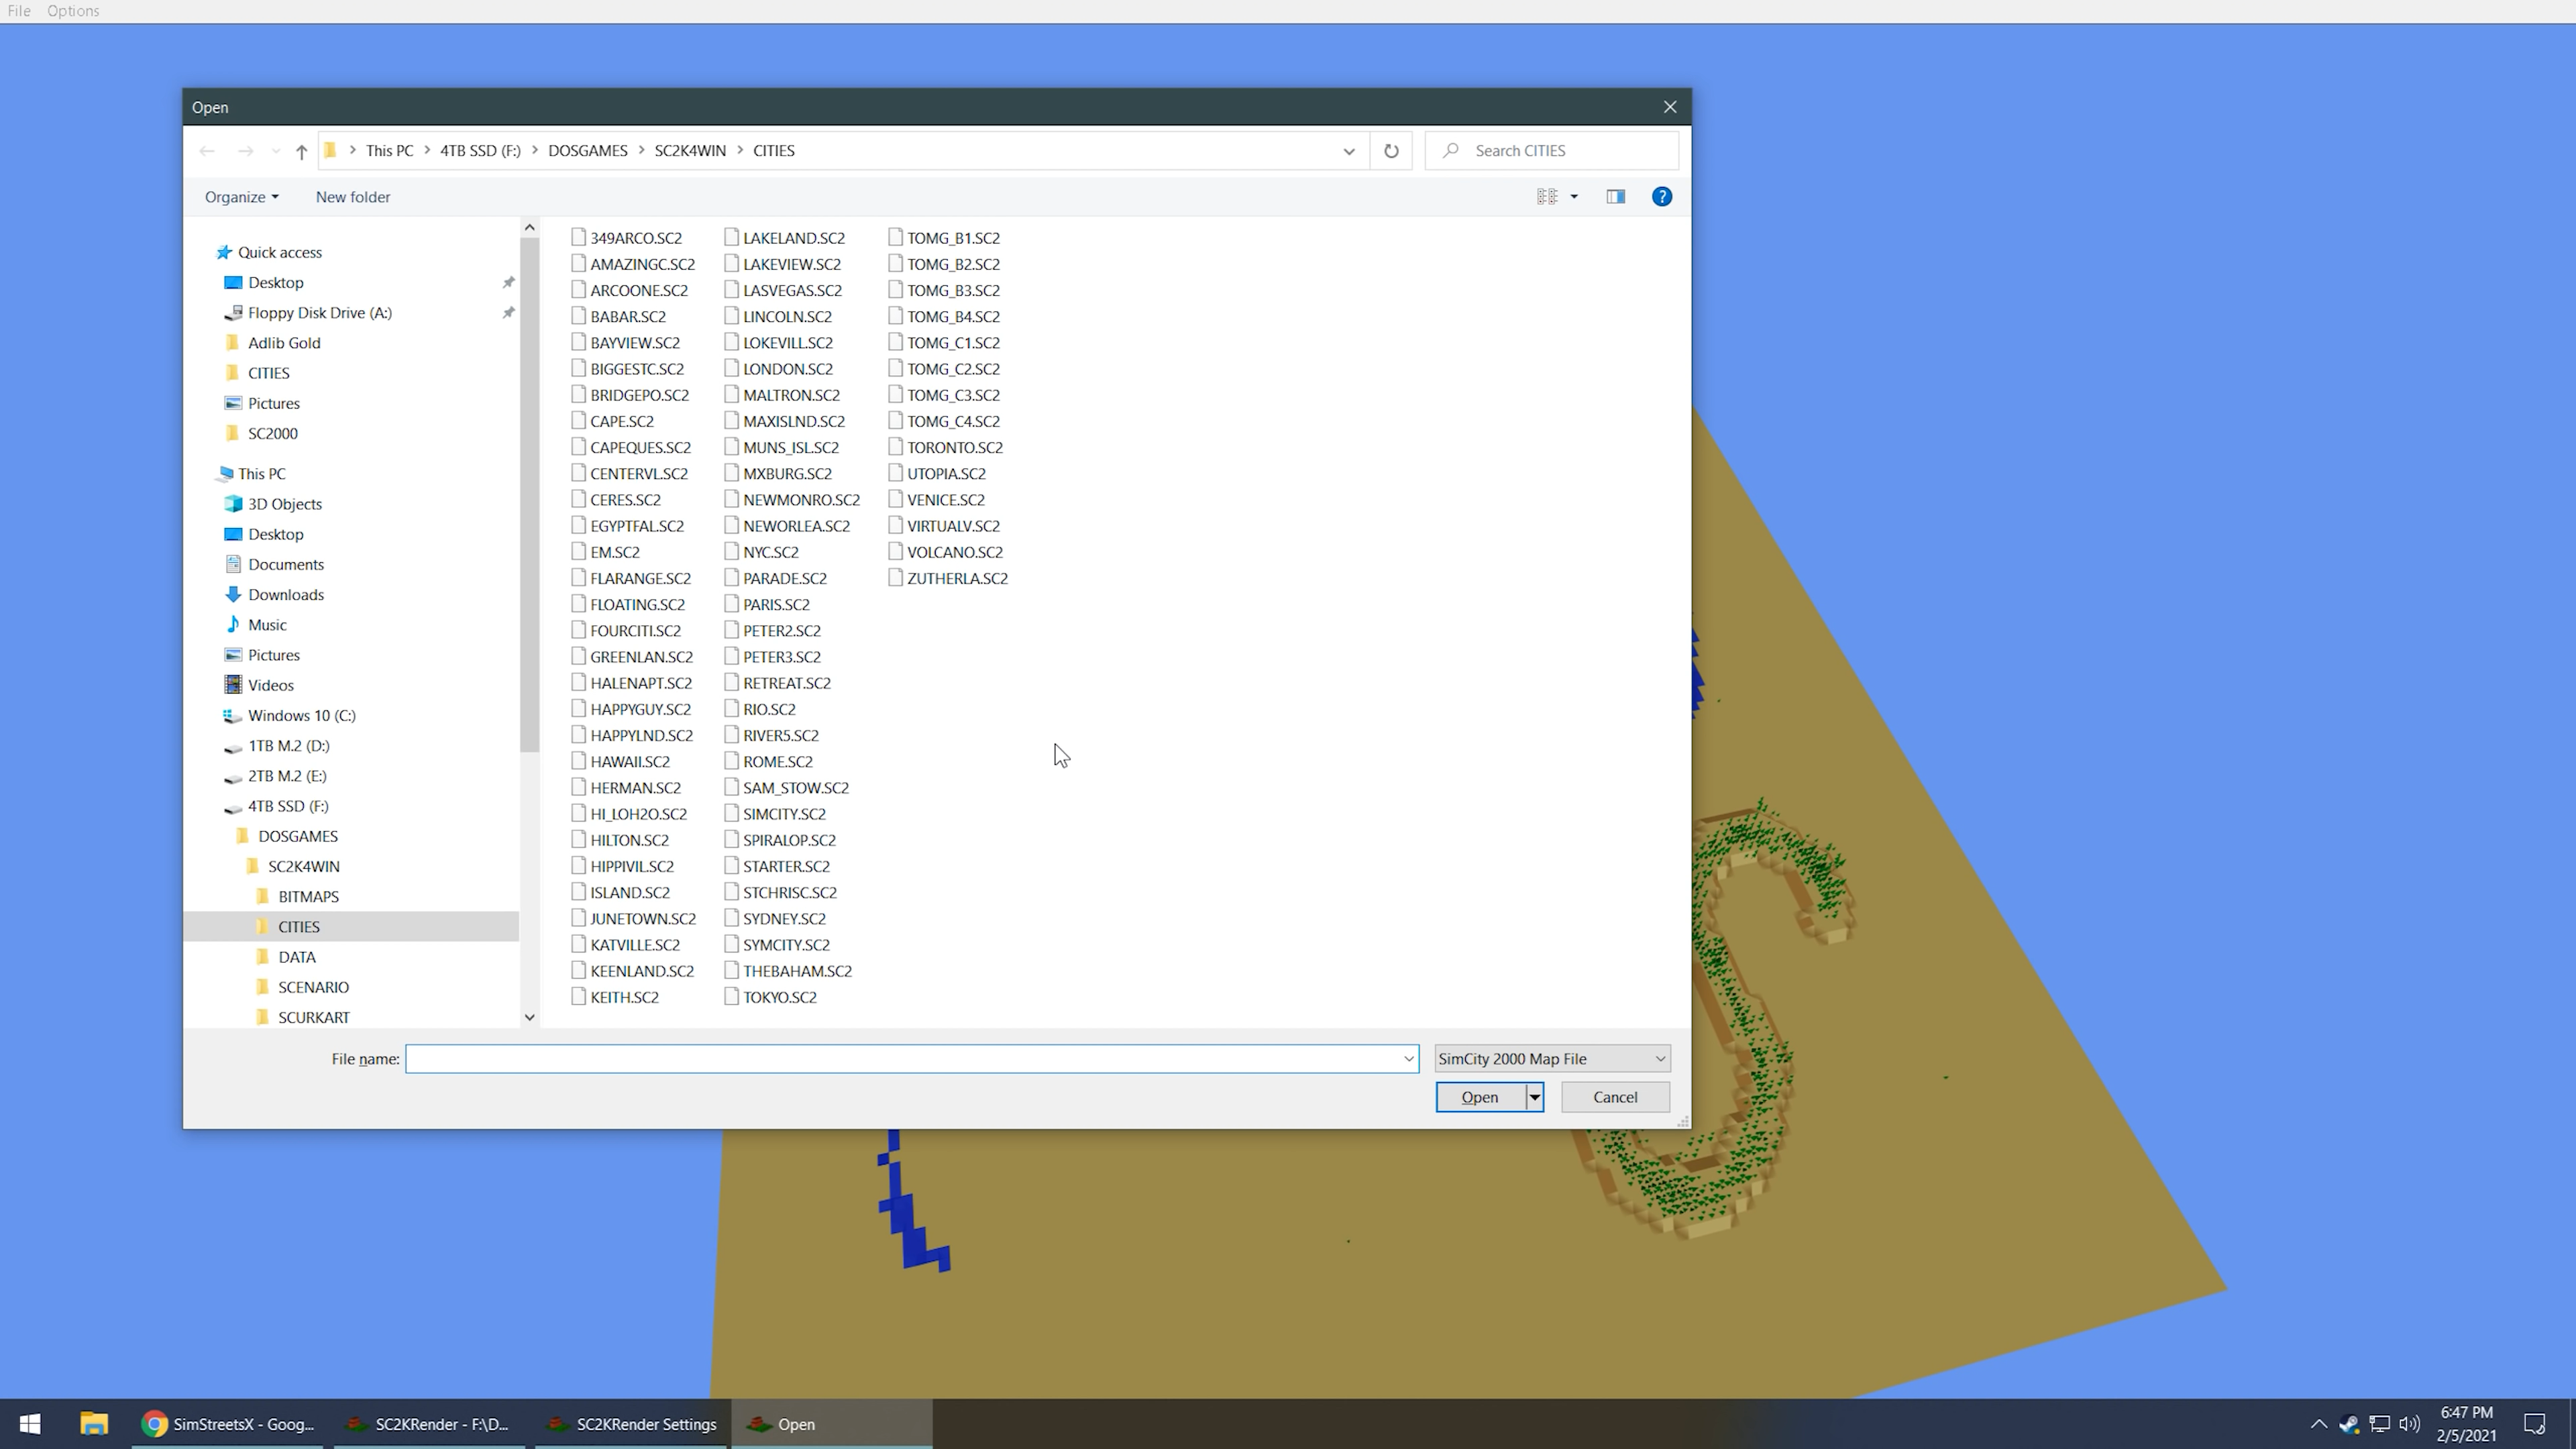 File Options
Open
This PC 4TB SSD (F:) DOSGAMES SC2K4WIN CITIES
Search CITIES
Organize New folder
Quick access
Desktop
Floppy Disk Drive (A:)
Adlib Gold
CITIES
Pictures
SC2000
This PC
3D Objects
Desktop
Documents
Downloads
Music
Pictures
Videos
Windows 10 (C:)
1TB M.2 (D:)
2TB M.2 (E:)
4TB SSD (F:)
DOSGAMES
SC2K4WIN
BITMAPS
CITIES
DATA
SCENARIO
SCURKART
349ARCO.SC2
AMAZINGC.SC2
ARCOONE.SC2
BABAR.SC2
BAYVIEW.SC2
BIGGESTC.SC2
BRIDGEPO.SC2
CAPE.SC2
CAPEQUES.SC2
CENTERVL.SC2
CERES.SC2
EGYPTFAL.SC2
EM.SC2
FLARANGE.SC2
FLOATING.SC2
FOURCITI.SC2
GREENLAN.SC2
HALENAPT.SC2
HAPPYGUY.SC2
HAPPYLND.SC2
HAWAII.SC2
HERMAN.SC2
HI_LOH2O.SC2
HILTON.SC2
HIPPIVIL.SC2
ISLAND.SC2
JUNETOWN.SC2
KATVILLE.SC2
KEENLAND.SC2
KEITH.SC2
LAKELAND.SC2
LAKEVIEW.SC2
LASVEGAS.SC2
LINCOLN.SC2
LOKEVILL.SC2
LONDON.SC2
MALTRON.SC2
MAXISLND.SC2
MUNS_ISL.SC2
MXBURG.SC2
NEWMONRO.SC2
NEWORLEA.SC2
NYC.SC2
PARADE.SC2
PARIS.SC2
PETER2.SC2
PETER3.SC2
RETREAT.SC2
RIO.SC2
RIVER5.SC2
ROME.SC2
SAM_STOW.SC2
SIMCITY.SC2
SPIRALOP.SC2
STARTER.SC2
STCHRISC.SC2
SYDNEY.SC2
SYMCITY.SC2
THEBAHAM.SC2
TOKYO.SC2
TOMG_B1.SC2
TOMG_B2.SC2
TOMG_B3.SC2
TOMG_B4.SC2
TOMG_C1.SC2
TOMG_C2.SC2
TOMG_C3.SC2
TOMG_C4.SC2
TORONTO.SC2
UTOPIA.SC2
VENICE.SC2
VIRTUALV.SC2
VOLCANO.SC2
ZUTHERLA.SC2
File name:
SimCity 2000 Map File
Open Cancel
SimStreetsX - Goog...
SC2KRender - F:\D...
SC2KRender Settings
Open
6:47 PM
2/5/2021